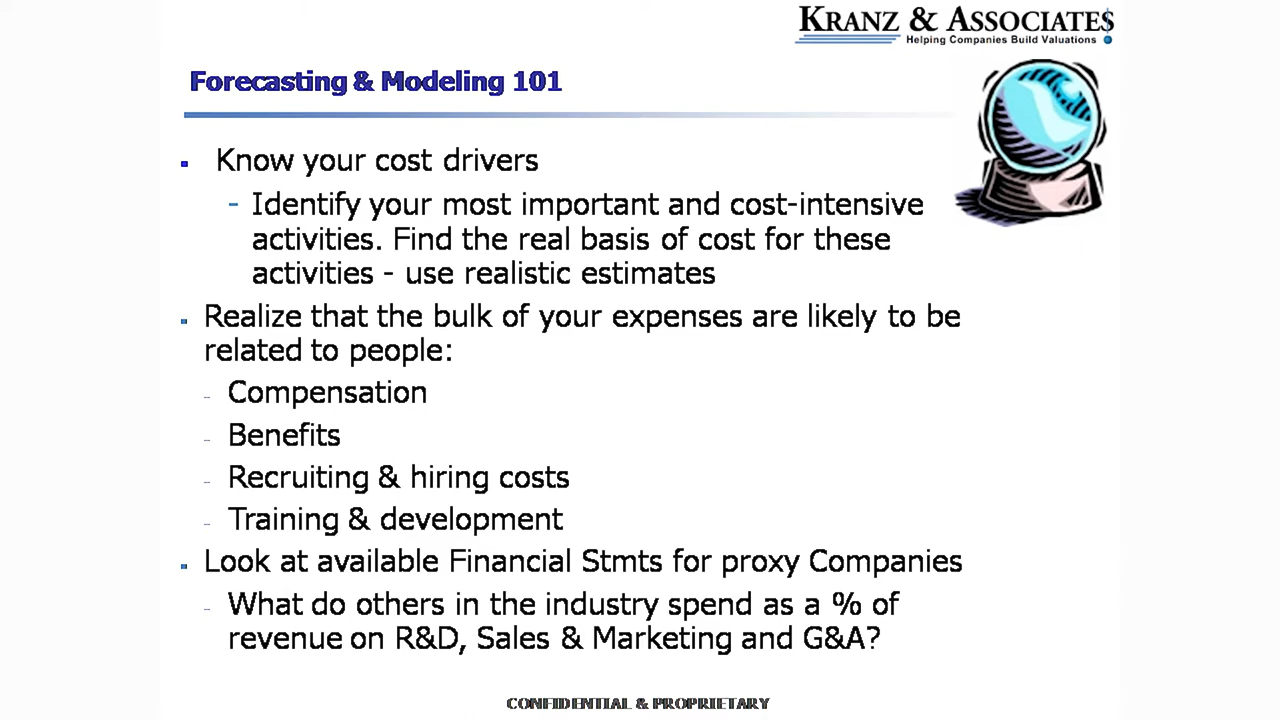 KRANZ & ASSOCIATES
Helping Companies Build Valuations
Forecasting & Modeling 101
▪ Know your cost drivers
- Identify your most important and cost-intensive
activities. Find the real basis of cost for these
activities - use realistic estimates
▪ Realize that the bulk of your expenses are likely to be
related to people:
- Compensation
- Benefits
- Recruiting & hiring costs
- Training & development
▪ Look at available Financial Stmts for proxy Companies
- What do others in the industry spend as a % of
revenue on R&D, Sales & Marketing and G&A?
CONFIDENTIAL & PROPRIETARY